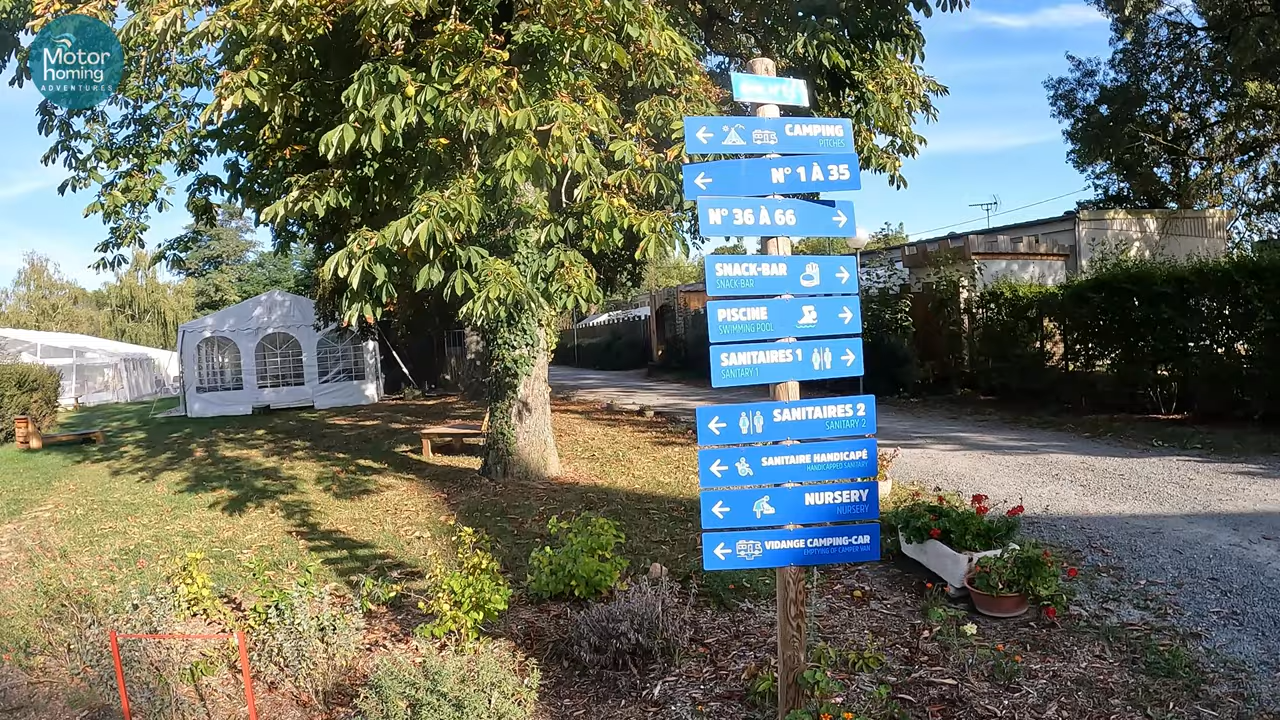 Motor
homing
ADVENTURES
CAMPING
PITCHES
N° 1 À 35
N° 36 À 66
SNACK-BAR
SNACK-BAR
PISCINE
SWIMMING POOL
SANITAIRES 1
SANITARY 1
SANITAIRES 2
SANITARY 2
SANITAIRE HANDICAPÉ
HANDICAPPED SANITARY
NURSERY
NURSERY
VIDANGE CAMPING-CAR
EMPTYING OF CAMPER VAN